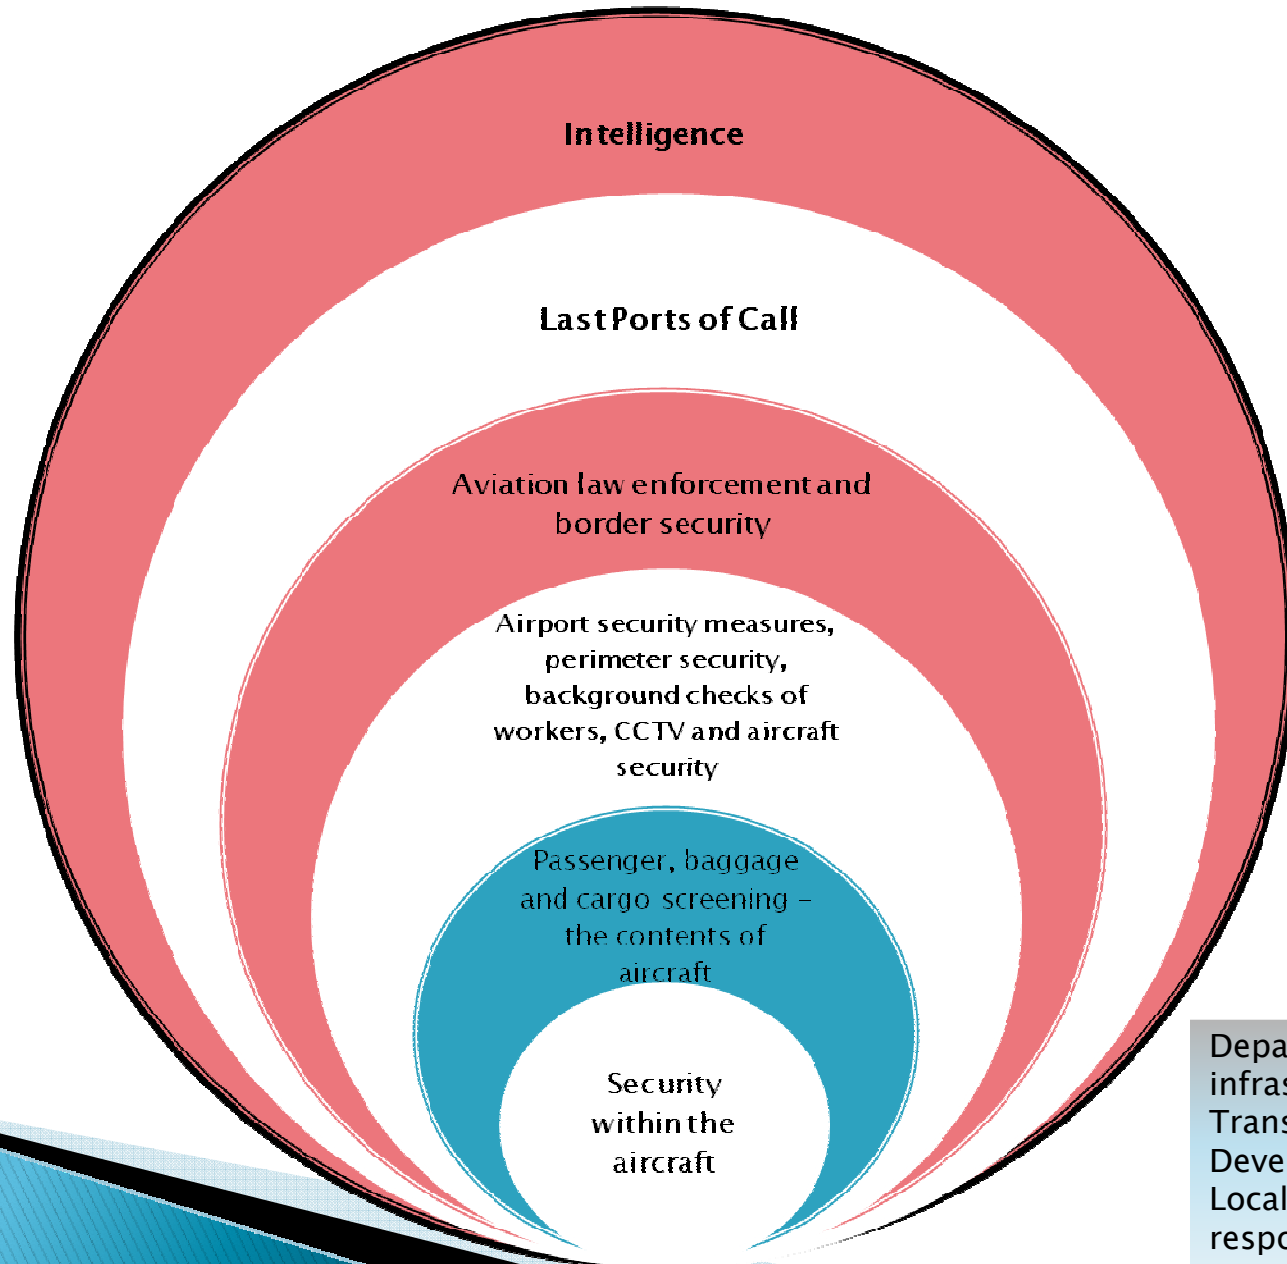 Intelligence
Last Ports of Call
Aviation law enforcement and
border security
Airport security measures,
perimeter security,
background checks of
workers, CCTV and aircraft
security
Passenger, baggage
and cargo screening –
the contents of
aircraft
Security
within the
aircraft
Depa
infras
Trans
Deve
Local
respo